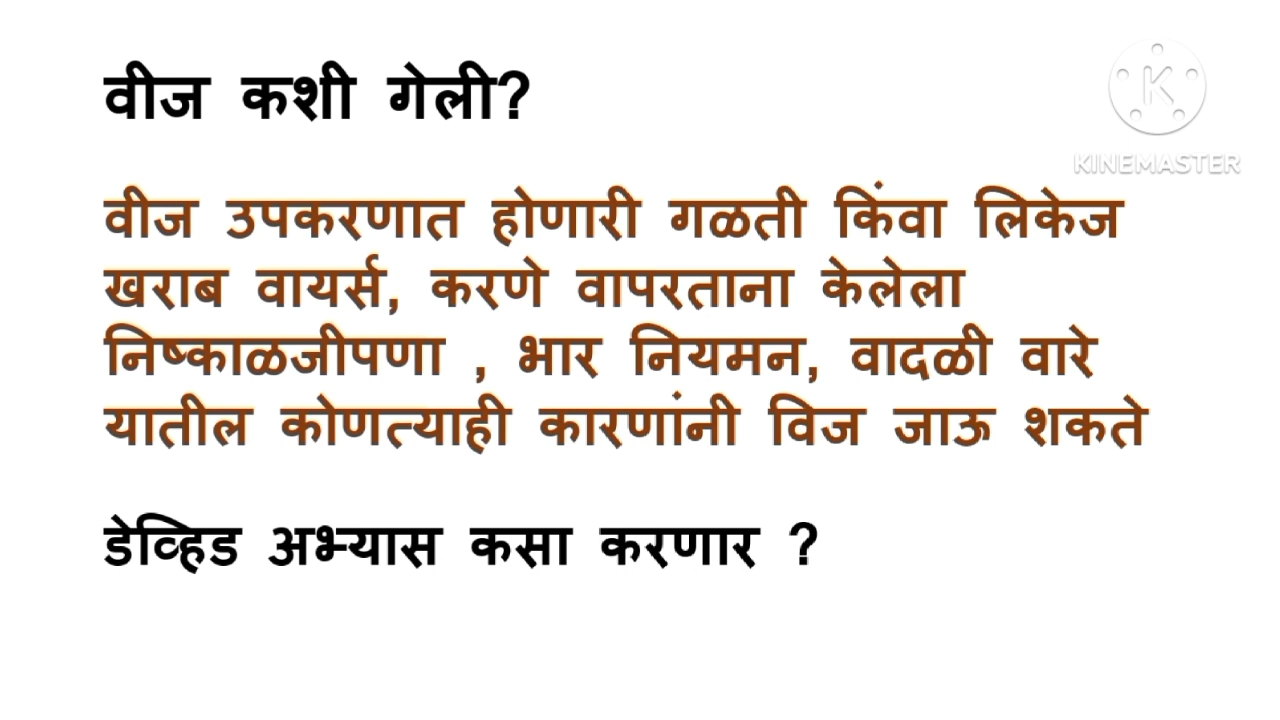 वीज कशी गेली?
KINEMASTER
वीज उपकरणात होणारी गळती किंवा लिकेज
खराब वायर्स, करणे वापरताना केलेला
निष्काळजीपणा , भार नियमन, वादळी वारे
यातील कोणत्याही कारणांनी विज जाऊ शकते
डेव्हिड अभ्यास कसा करणार ?